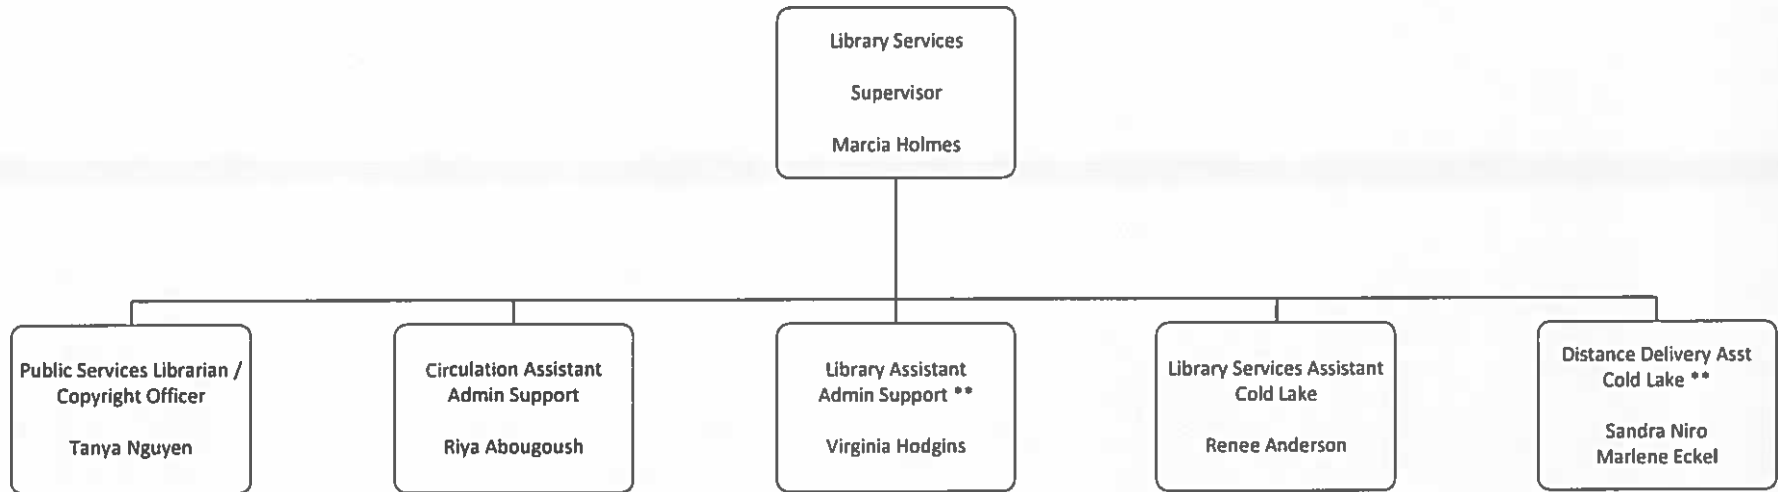 Library Services
Supervisor
Marcia Holmes
Public Services Librarian /
Copyright Officer
Tanya Nguyen
Circulation Assistant
Admin Support
Riya Abougoush
Library Assistant
Admin Support **
Virginia Hodgins
Library Services Assistant
Cold Lake
Renee Anderson
Distance Delivery Asst
Cold Lake **
Sandra Niro
Marlene Eckel